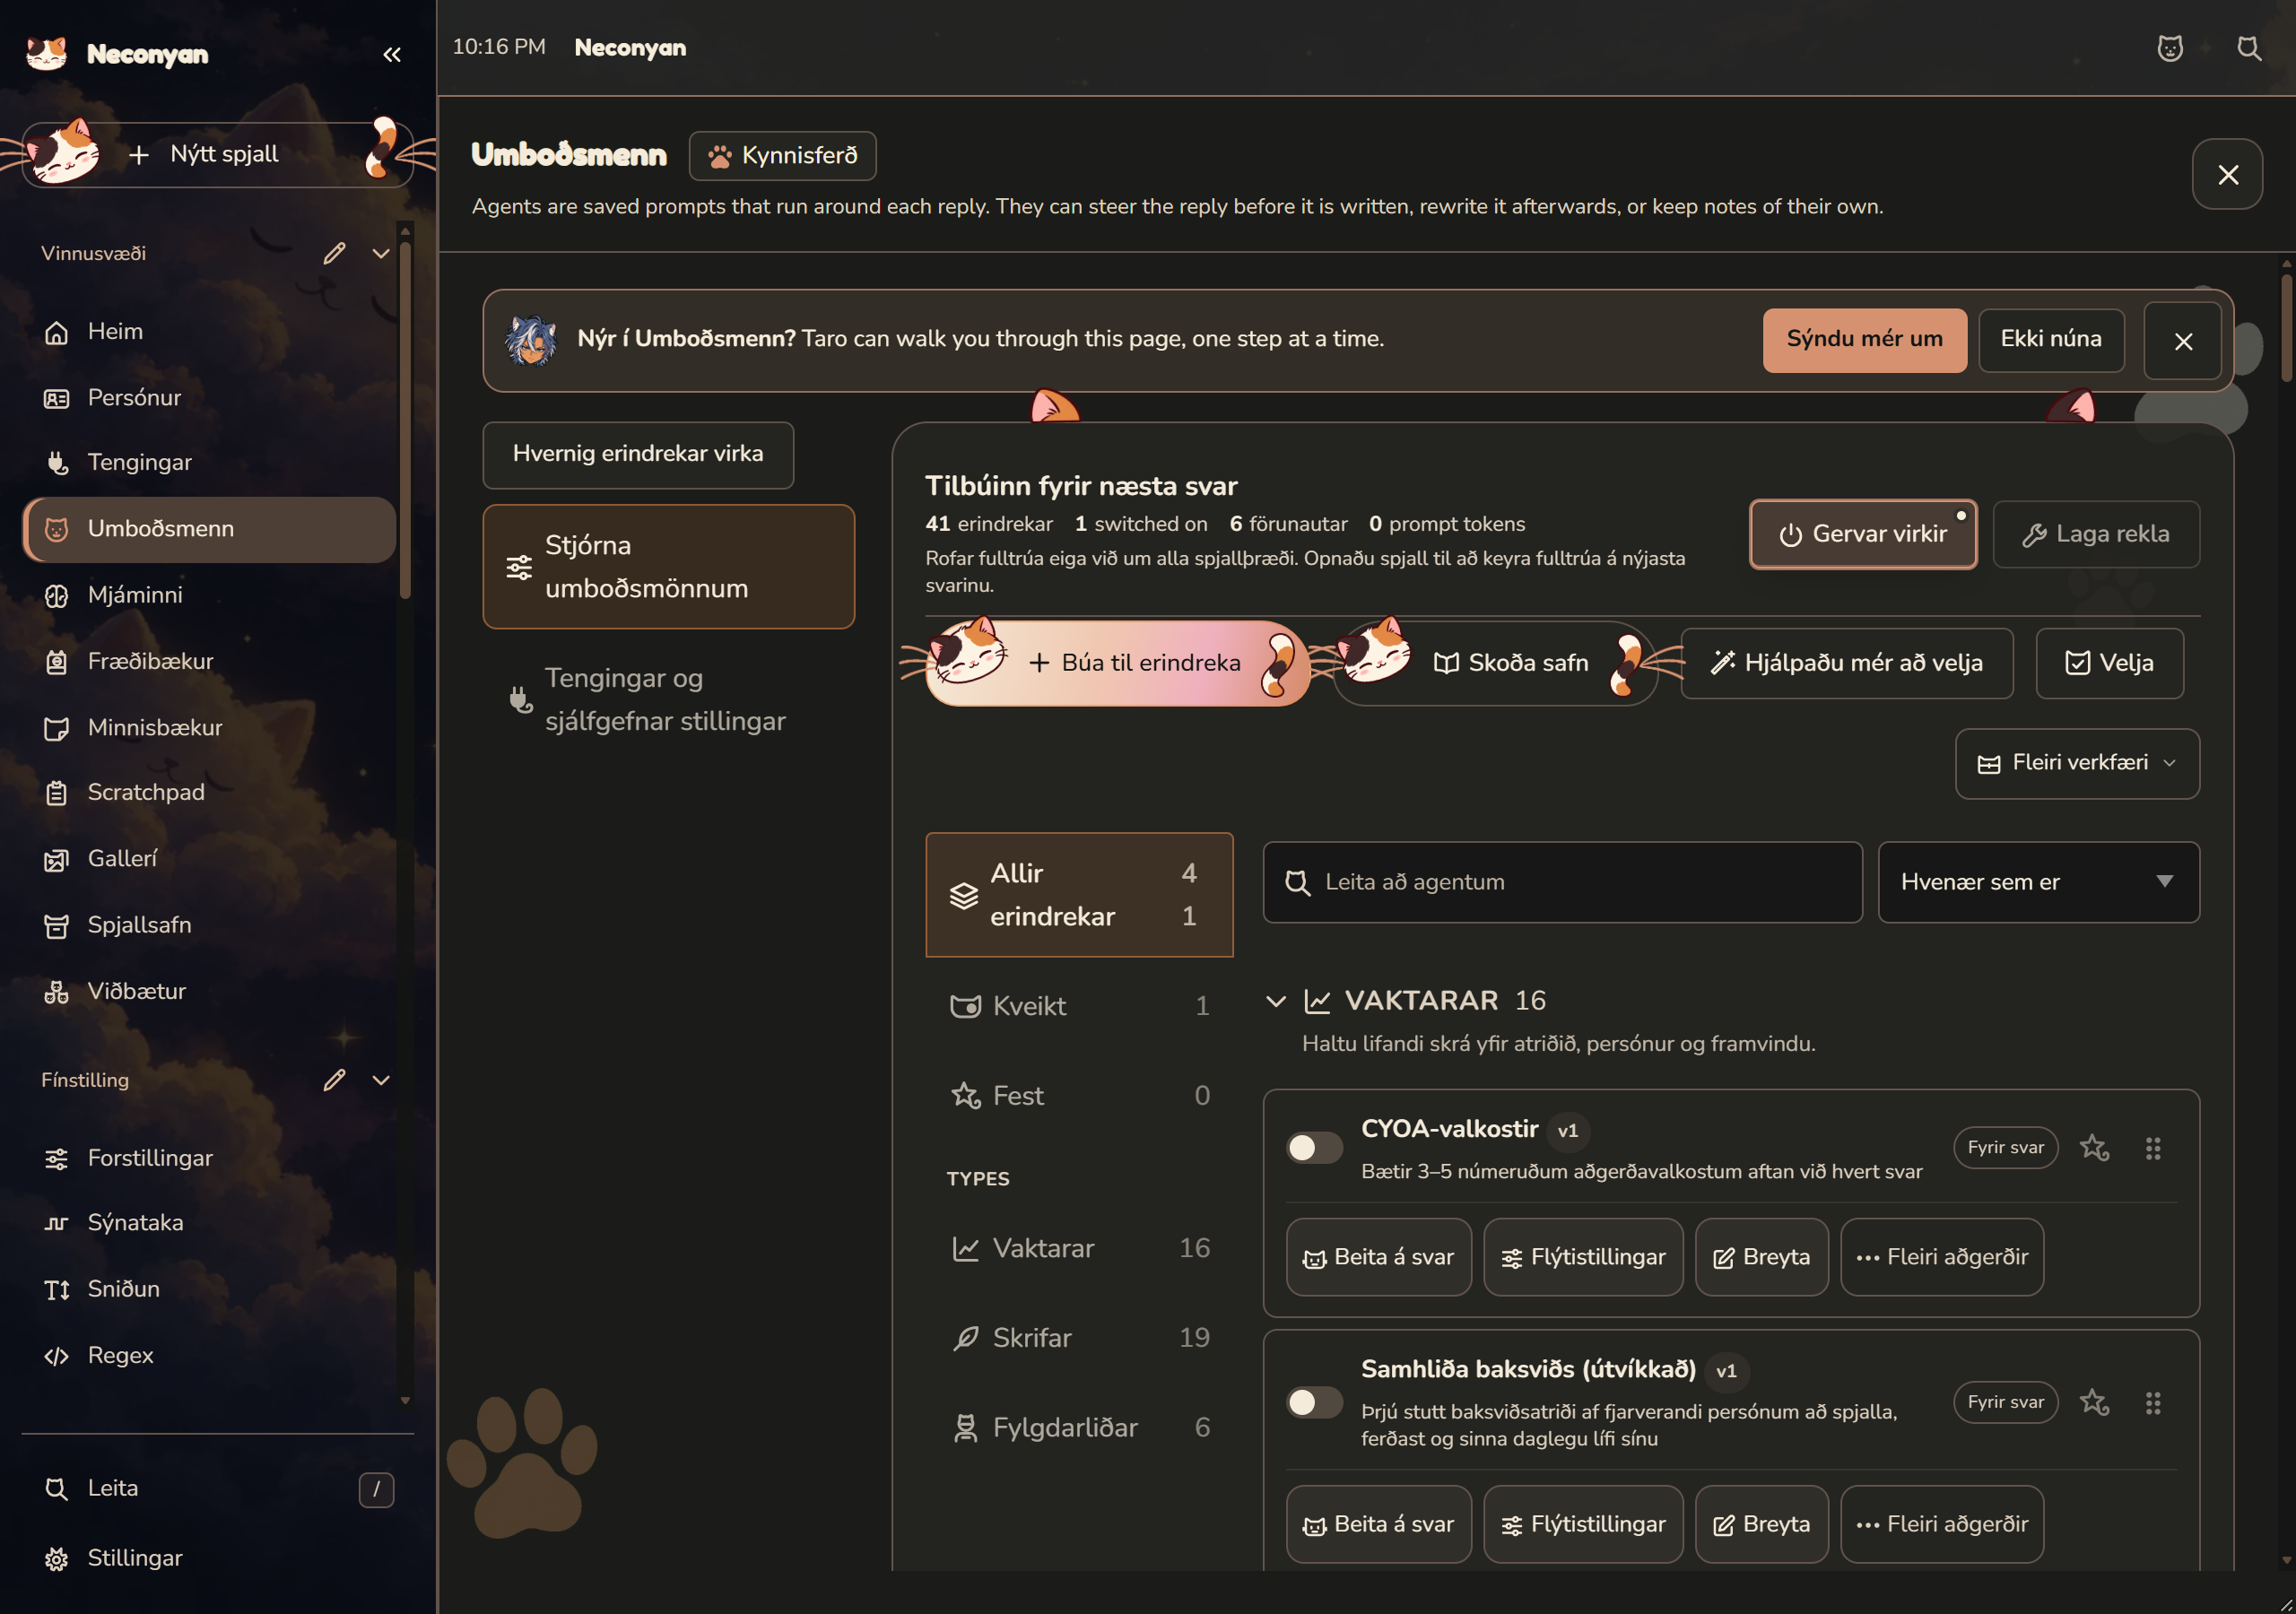 Neconyan
Nýtt spjall
Vinnusvæði
Heim
Persónur
Tengingar
Umboðsmenn
Mjáminni
Fræðibækur
Minnisbækur
Scratchpad
Gallerí
Spjallsafn
Viðbætur
Fínstilling
Forstillingar
Sýnataka
Sniðun
Regex
Leita /
Stillingar
10:16 PM Neconyan
Umboðsmenn Kynnisferð
Agents are saved prompts that run around each reply. They can steer the reply before it is written, rewrite it afterwards, or keep notes of their own.
Nýr í Umboðsmenn? Taro can walk you through this page, one step at a time.
Sýndu mér um
Ekki núna
Hvernig erindrekar virka
Stjórna
umboðsmönnum
Tengingar og
sjálfgefnar stillingar
Tilbúinn fyrir næsta svar
41 erindrekar 1 switched on 6 förunautar 0 prompt tokens
Rofar fulltrúa eiga við um alla spjallþræði. Opnaðu spjall til að keyra fulltrúa á nýjasta
svarinu.
Gervar virkir
Laga rekla
Búa til erindreka
Skoða safn
Hjálpaðu mér að velja
Velja
Fleiri verkfæri
Allir 4
erindrekar 1
Kveikt 1
Fest 0
TYPES
Vaktarar 16
Skrifar 19
Fylgdarliðar 6
Leita að agentum
Hvenær sem er
VAKTARAR 16
Haltu lifandi skrá yfir atriðið, persónur og framvindu.
CYOA-valkostir v1
Bætir 3–5 númeruðum aðgerðavalkostum aftan við hvert svar
Fyrir svar
Beita á svar
Flýtistillingar
Breyta
Fleiri aðgerðir
Samhliða baksviðs (útvíkkað) v1
Þrjú stutt baksviðsatriði af fjarverandi persónum að spjalla,
ferðast og sinna daglegu lífi sínu
Fyrir svar
Beita á svar
Flýtistillingar
Breyta
Fleiri aðgerðir